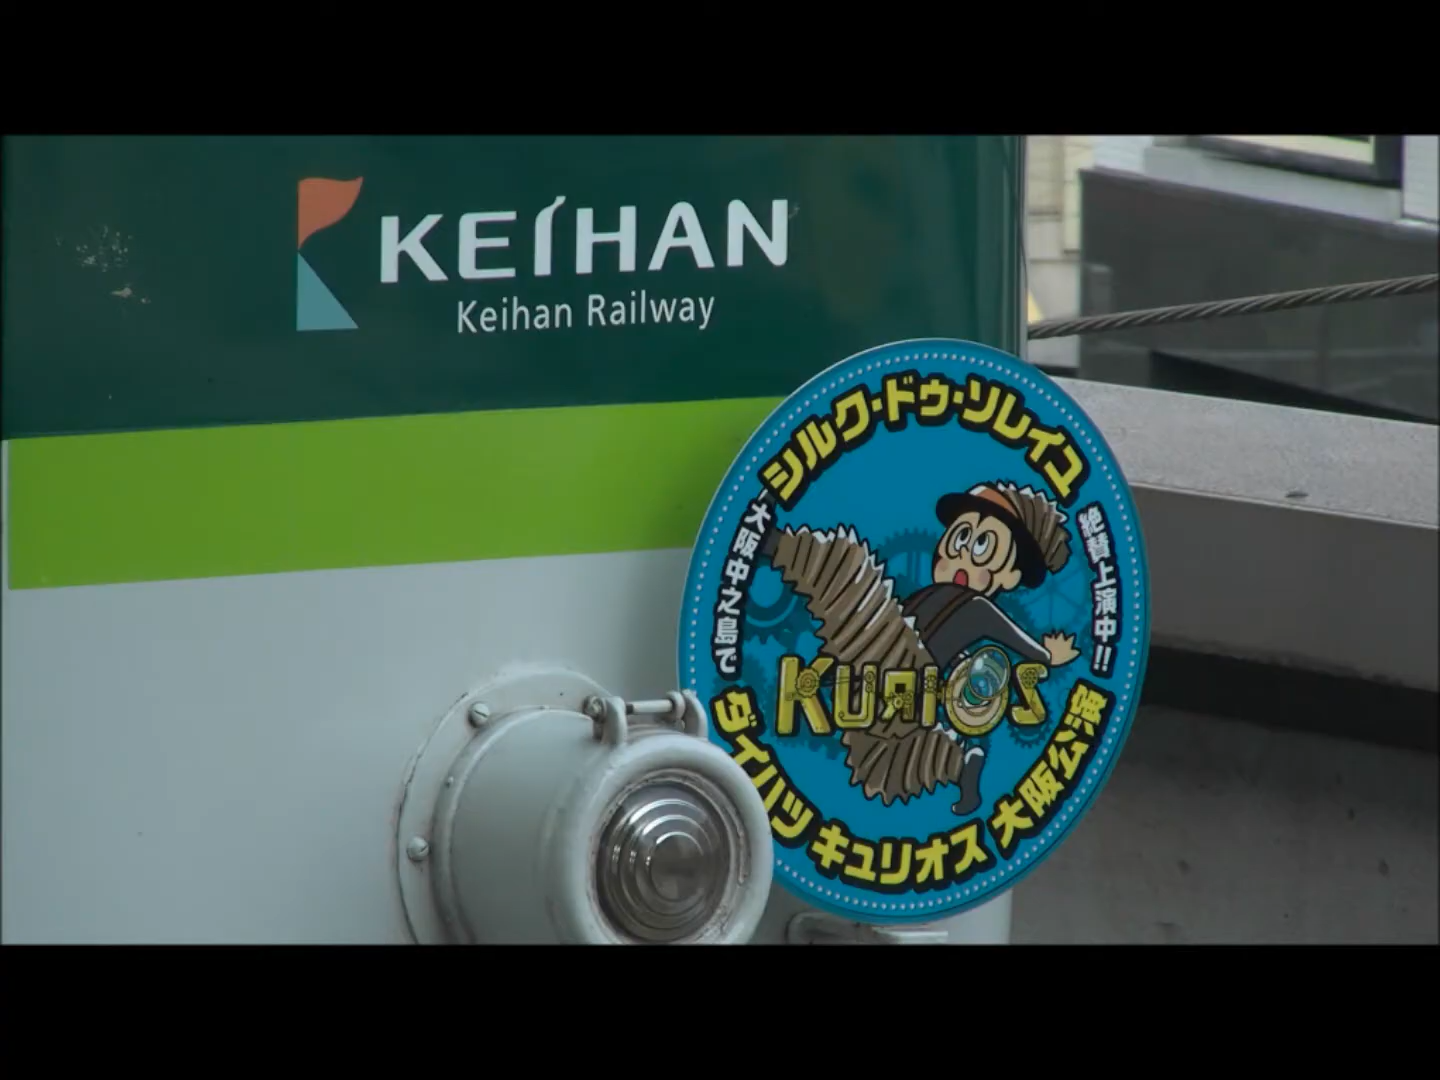 KEIHAN
Keihan Railway
シルク・ドゥ・ソレイユ
大阪中之島で
絶賛上演中!!
KURIOS
ダイハツ キュリオス 大阪公演